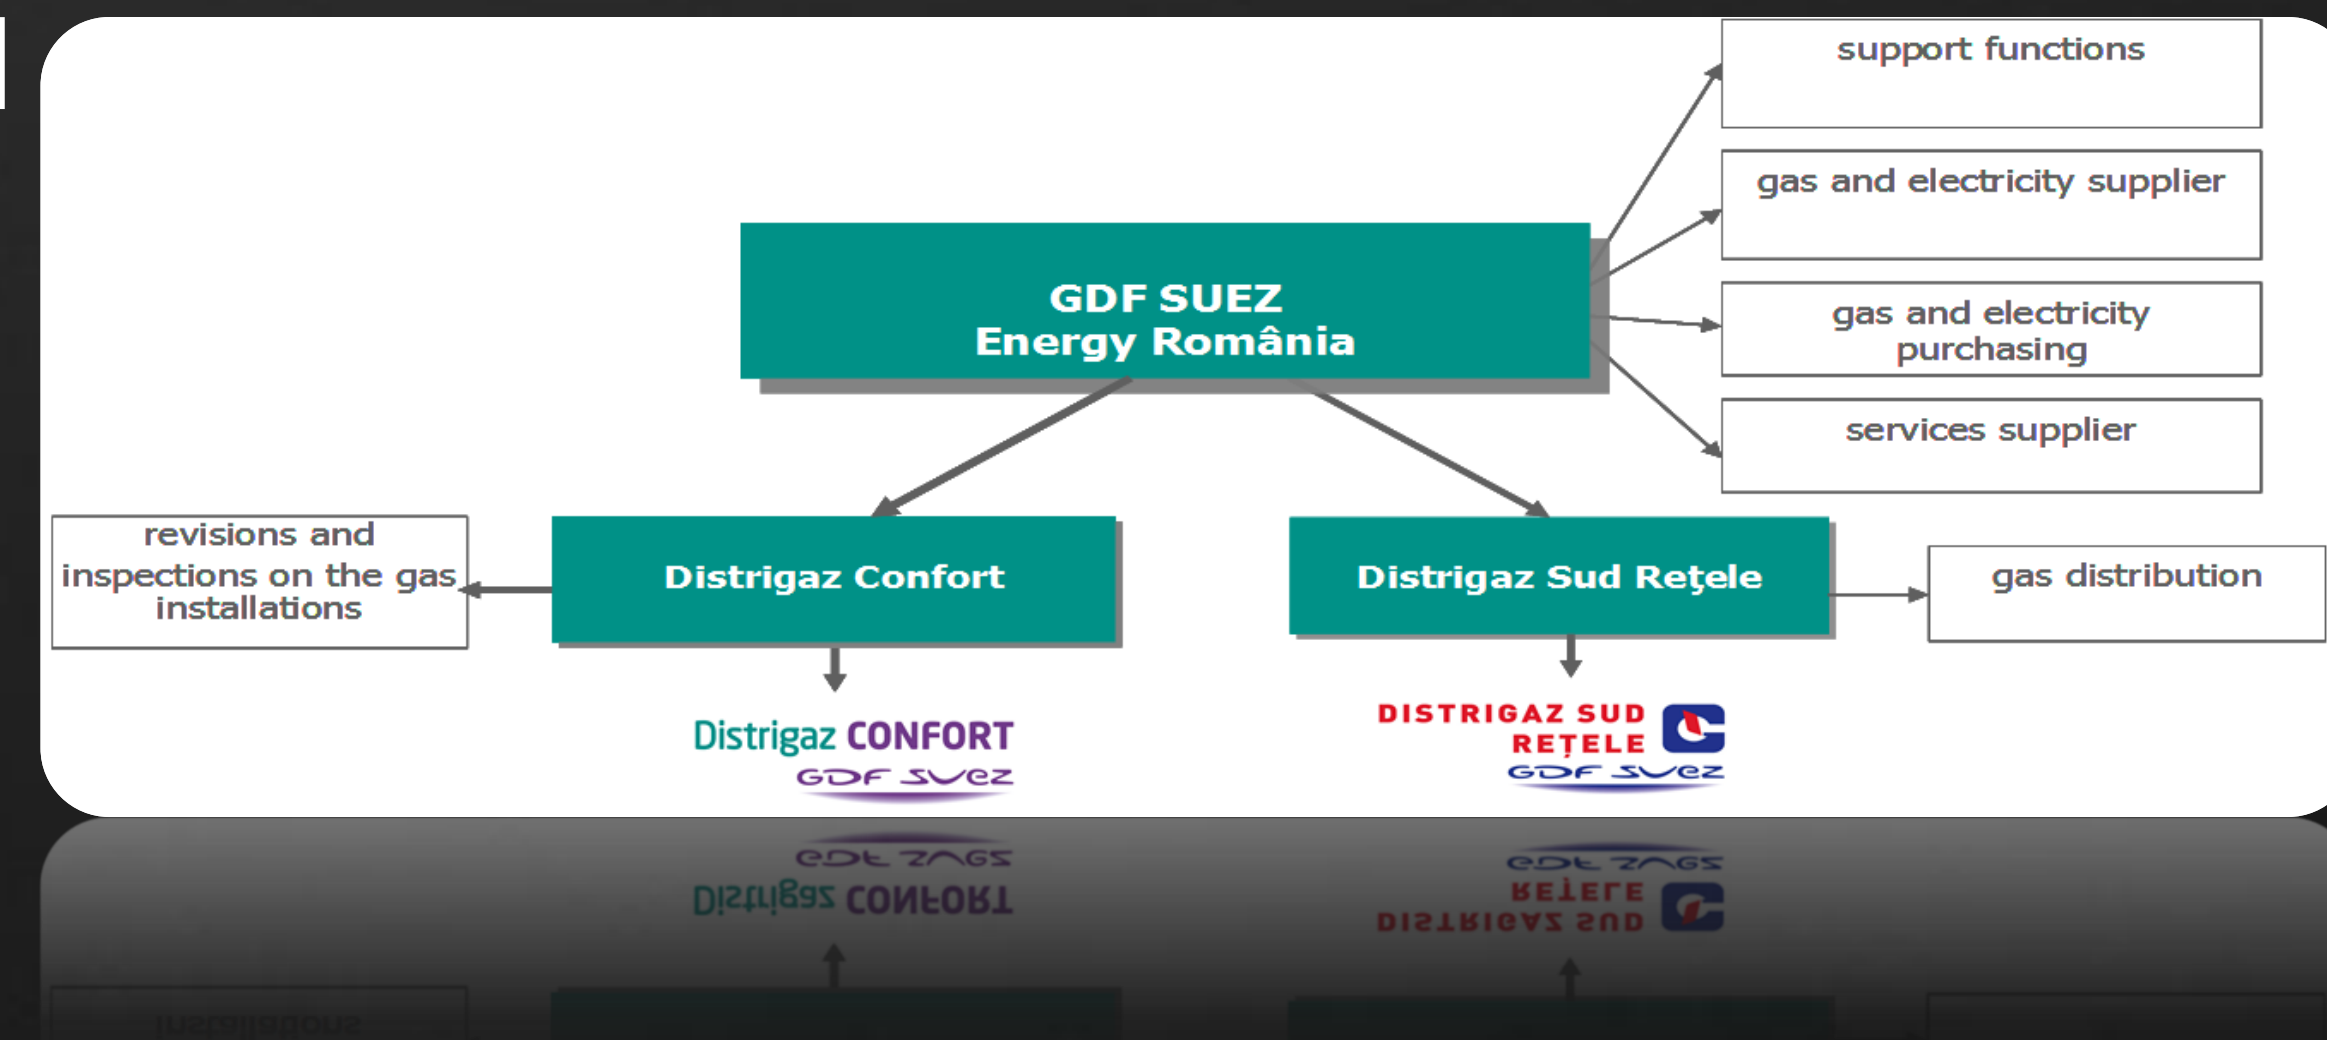 support functions
gas and electricity supplier
GDF SUEZ
Energy România
gas and electricity
purchasing
services supplier
revisions and
inspections on the gas
installations
Distrigaz Confort
Distrigaz Sud Reţele
gas distribution
Distrigaz CONFORT
GDF SUEZ
DISTRIGAZ SUD
REȚELE
GDF SUEZ